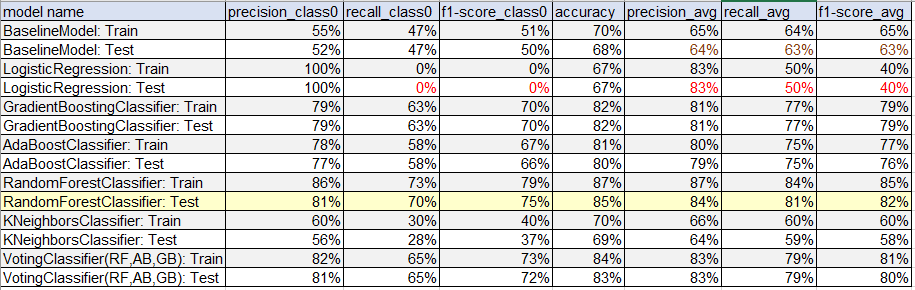 model name precision_class0 recall_class0 f1-score_class0 accuracy precision_avg recall_avg f1-score_avg
BaselineModel: Train 55% 47% 51% 70% 65% 64% 65%
BaselineModel: Test 52% 47% 50% 68% 64% 63% 63%
LogisticRegression: Train 100% 0% 0% 67% 83% 50% 40%
LogisticRegression: Test 100% 0% 0% 67% 83% 50% 40%
GradientBoostingClassifier: Train 79% 63% 70% 82% 81% 77% 79%
GradientBoostingClassifier: Test 79% 63% 70% 82% 81% 77% 79%
AdaBoostClassifier: Train 78% 58% 67% 81% 80% 75% 77%
AdaBoostClassifier: Test 77% 58% 66% 80% 79% 75% 76%
RandomForestClassifier: Train 86% 73% 79% 87% 87% 84% 85%
RandomForestClassifier: Test 81% 70% 75% 85% 84% 81% 82%
KNeighborsClassifier: Train 60% 30% 40% 70% 66% 60% 60%
KNeighborsClassifier: Test 56% 28% 37% 69% 64% 59% 58%
VotingClassifier(RF,AB,GB): Train 82% 65% 73% 84% 83% 79% 81%
VotingClassifier(RF,AB,GB): Test 81% 65% 72% 83% 83% 79% 80%